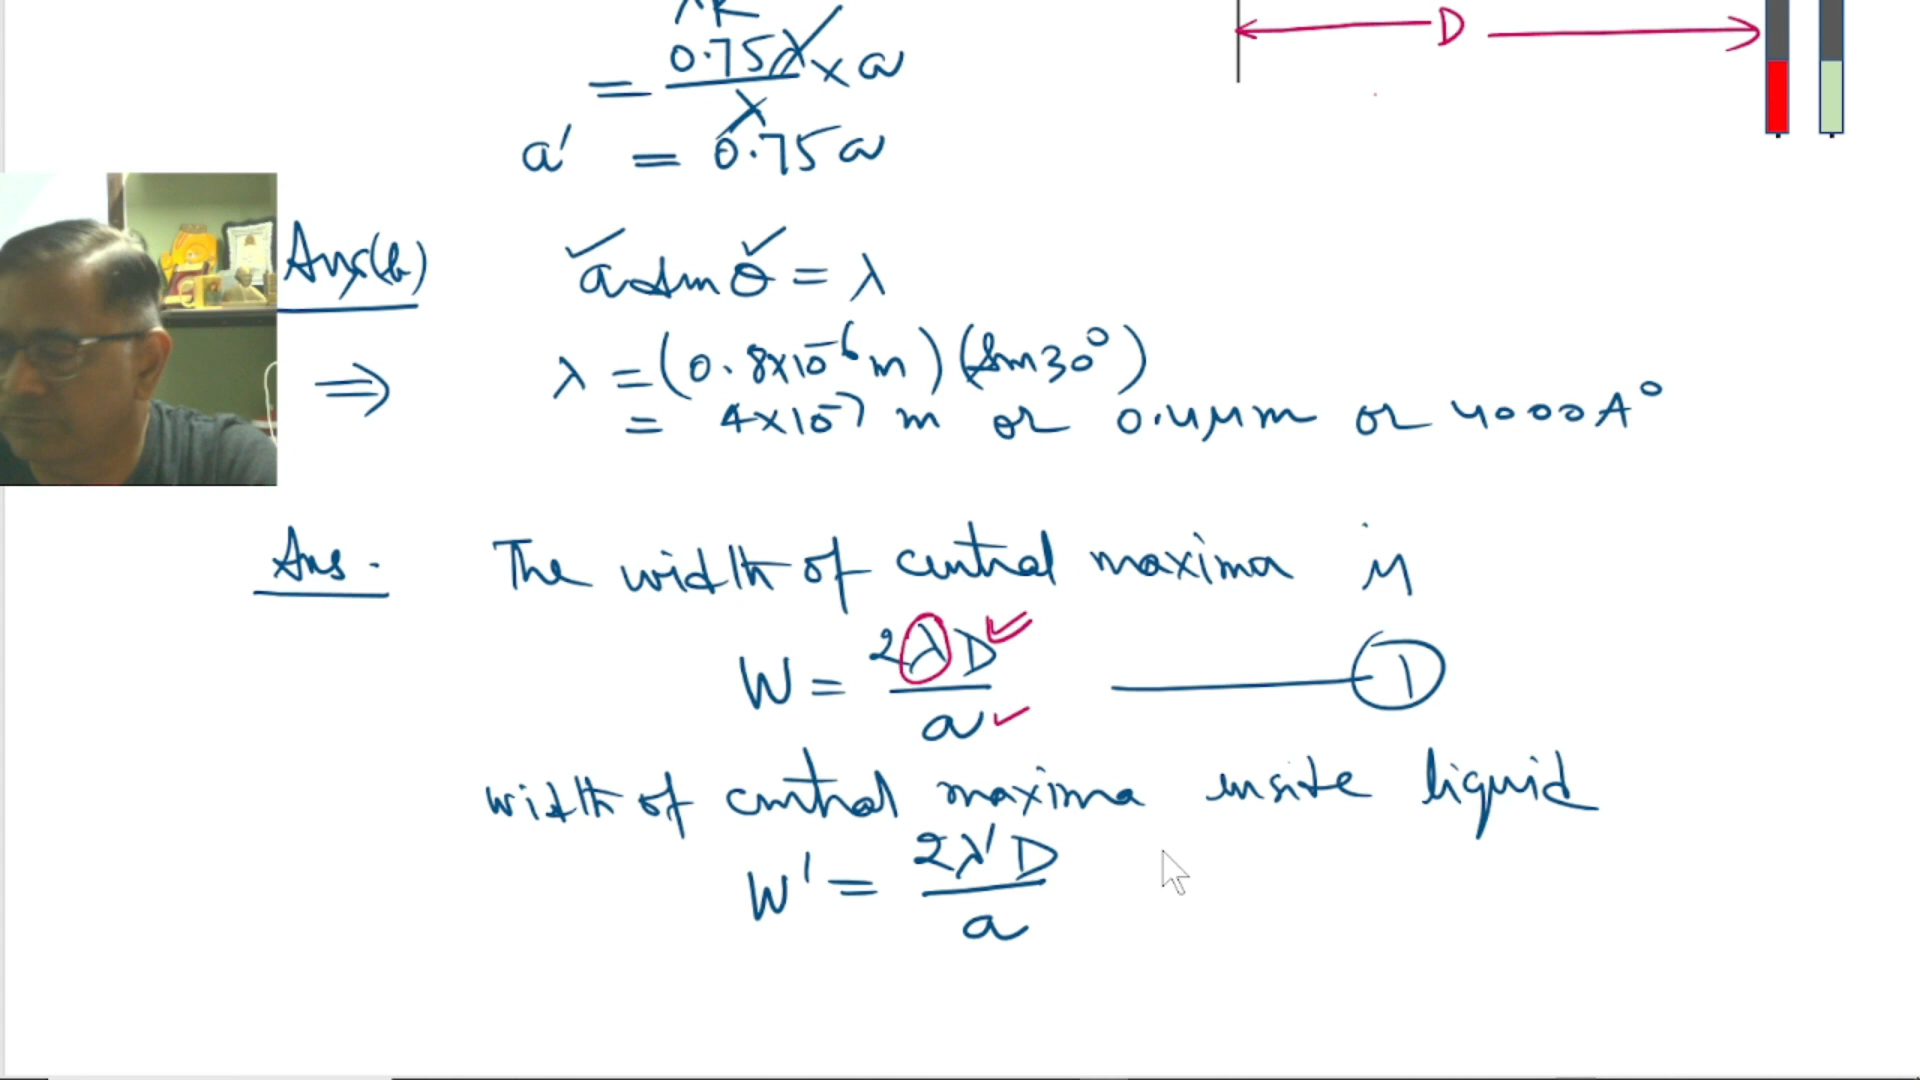 λR
D
= 0.75λ/λ × a
a' = 0.75a
Ans(b) a sin θ = λ
⇒ λ = (0.8×10⁻⁶ m) (sin 30°)
= 4×10⁻⁷ m or 0.4μm or 4000A°
Ans. The width of central maxima is
W = 2λD/a ——— 1
width of central maxima inside liquid
W' = 2λ'D/a